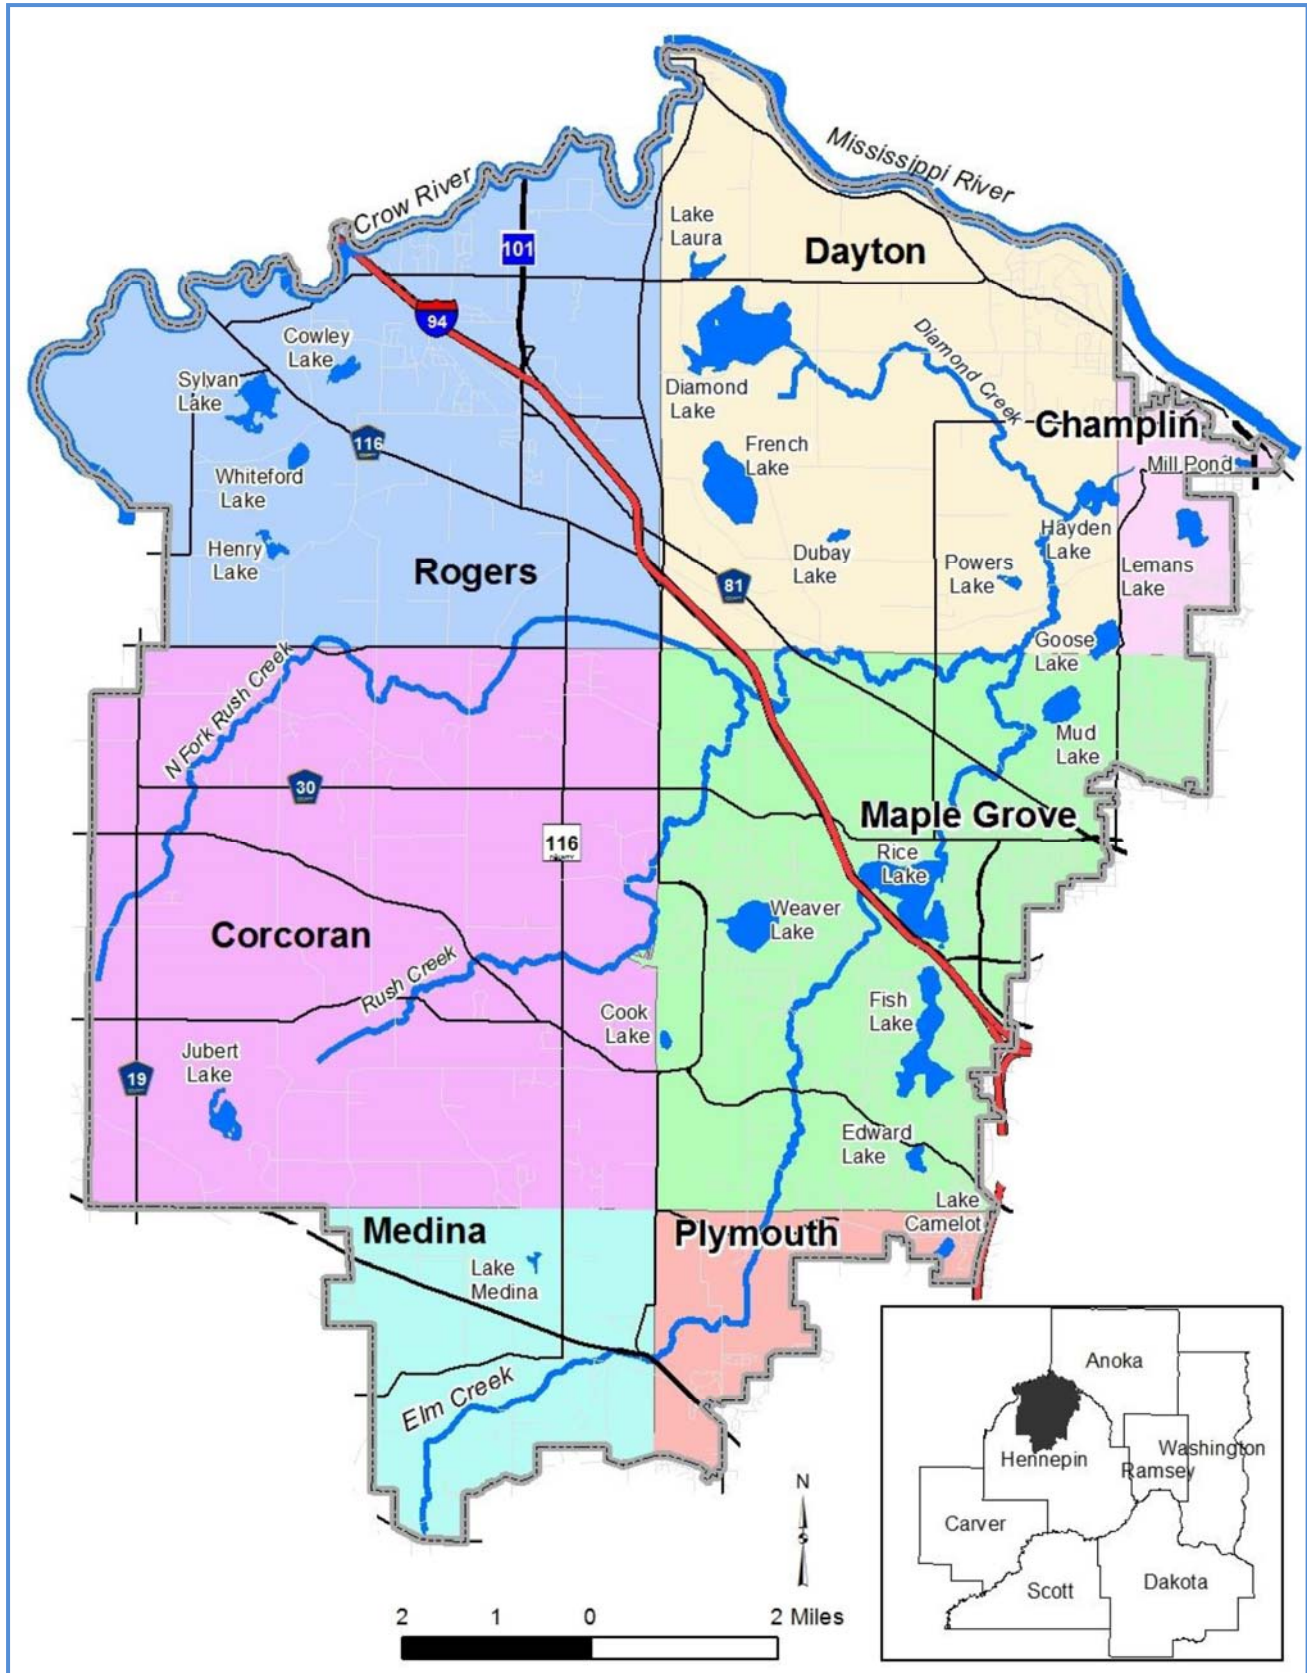 Mississippi River
Crow River
Lake
Laura
101
Dayton
94
Cowley
Lake
Diamond Creek
Sylvan
Lake
Diamond
Lake
Champlin
116
French
Lake
Mill Pond
Whiteford
Lake
Hayden
Lake
Henry
Lake
Dubay
Lake
Powers
Lake
Lemans
Lake
Rogers
81
Goose
Lake
N Fork Rush Creek
Mud
Lake
30
Maple Grove
116
COUNTY
Rice
Lake
Weaver
Lake
Corcoran
Rush Creek
Fish
Lake
Cook
Lake
Jubert
Lake
19
Edward
Lake
Lake
Camelot
Medina
Plymouth
Lake
Medina
Elm Creek
Anoka
Hennepin
Washington
Ramsey
Carver
Scott
Dakota
N
S
2 1 0 2 Miles